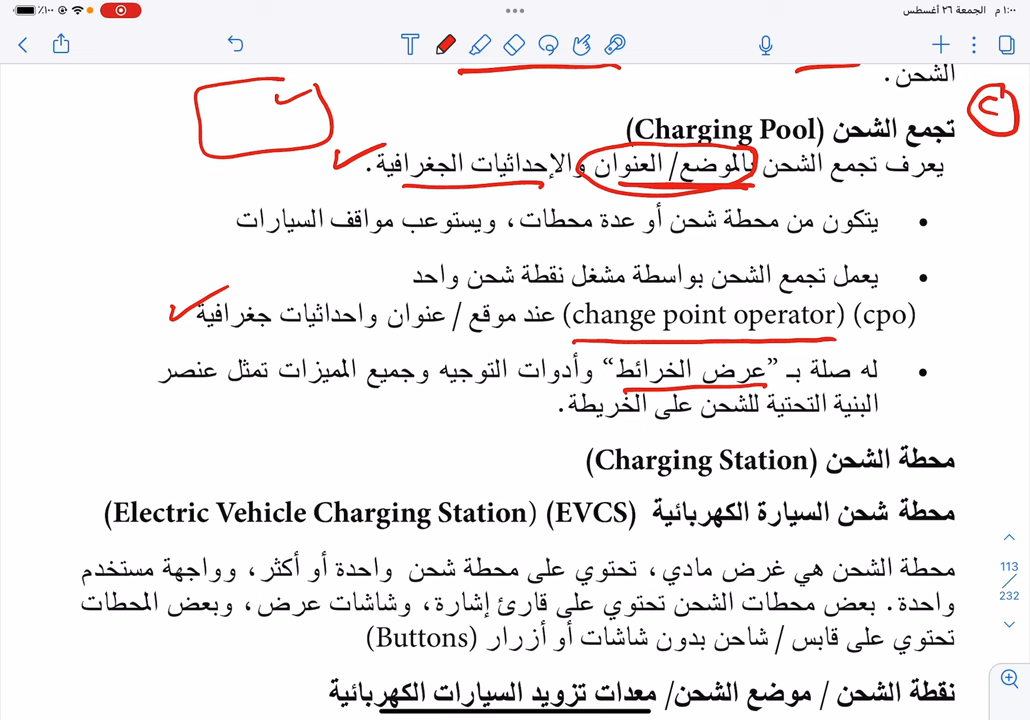 ١:٠٠ م الجمعة ٢٦ أغسطس
٪١٠٠
الشحن.
C
تجمع الشحن (Charging Pool)
يعرف تجمع الشحن بالموضع/ العنوان والإحداثيات الجغرافية.
• يتكون من محطة شحن أو عدة محطات، ويستوعب مواقف السيارات
• يعمل تجمع الشحن بواسطة مشغل نقطة شحن واحد
(cpo) (change point operator) عند موقع / عنوان واحداثيات جغرافية
• له صلة بـ ”عرض الخرائط“ وأدوات التوجيه وجميع الميزات تمثل عنصر
البنية التحتية للشحن على الخريطة.
محطة الشحن (Charging Station)
محطة شحن السيارة الكهربائية (EVCS) (Electric Vehicle Charging Station)
محطة الشحن هي غرض مادي، تحتوي على محطة شحن واحدة أو أكثر، وواجهة مستخدم
واحدة. بعض محطات الشحن تحتوي على قارئ إشارة، وشاشات عرض، وبعض المحطات
تحتوي على قابس / شاحن بدون شاشات أو أزرار (Buttons)
نقطة الشحن / موضع الشحن/ معدات تزويد السيارات الكهربائية
113
232